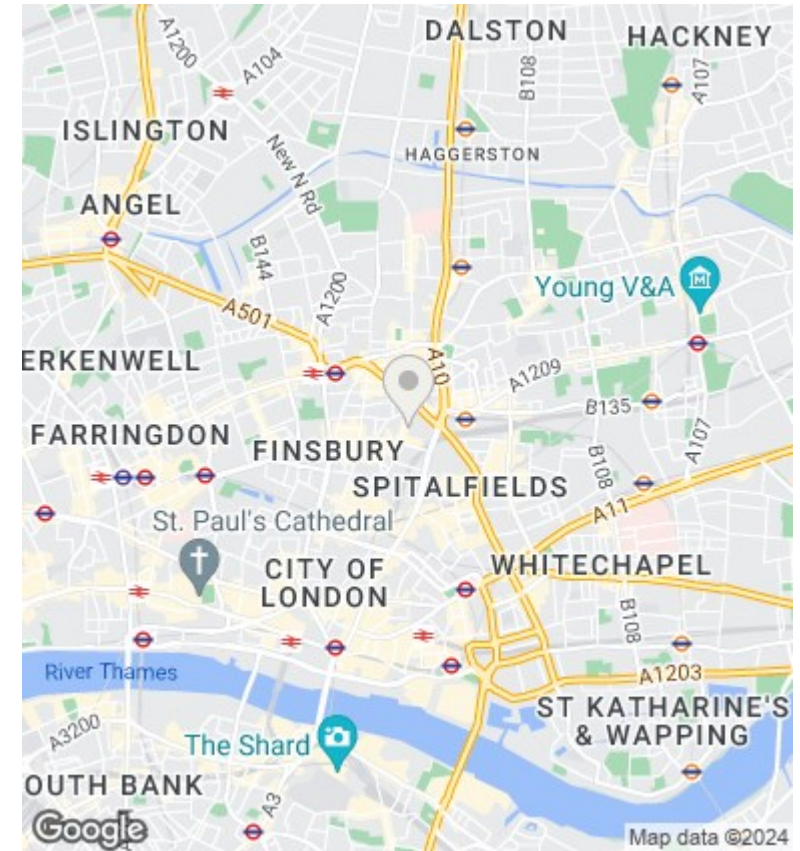 DALSTON
HACKNEY
A1200
A104
B108
A107
ISLINGTON
HAGGERSTON
New N Rd
ANGEL
B144
A1200
Young V&A
A501
ERKENWELL
A10
A1209
B135
FARRINGDON
FINSBURY
A107
B108
SPITALFIELDS
A11
St. Paul's Cathedral
CITY OF
LONDON
WHITECHAPEL
B108
River Thames
A1203
A3200
ST KATHARINE'S
& WAPPING
The Shard
OUTH BANK
A3
Google
Map data ©2024